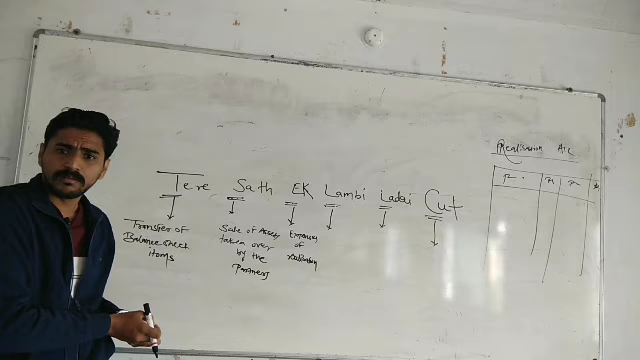 Realisation A/c
Tere Sath EK Lambi Ladai Cut
Transfer of
Balance sheet
items
Sale of Assets
taken over
by the
Partners
Expenses
of